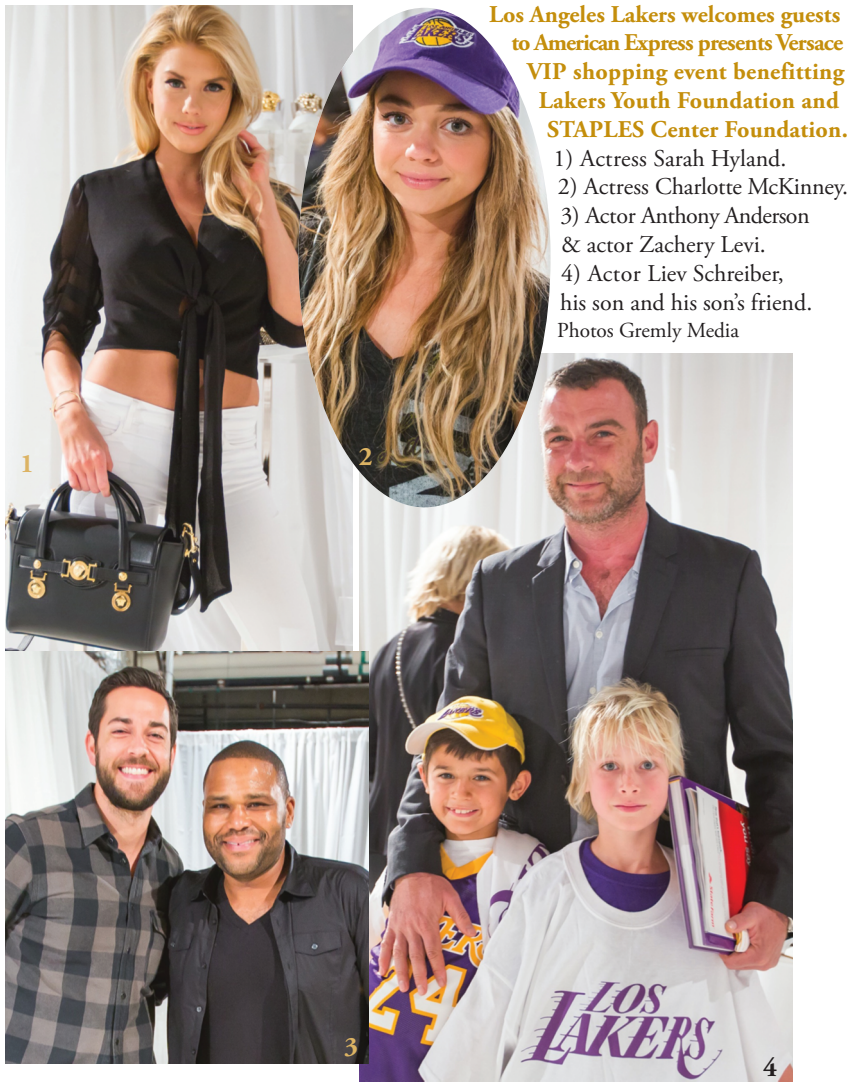 Los Angeles Lakers welcomes guests
to American Express presents Versace
VIP shopping event benefitting
Lakers Youth Foundation and
STAPLES Center Foundation.
1) Actress Sarah Hyland.
2) Actress Charlotte McKinney.
3) Actor Anthony Anderson
& actor Zachery Levi.
4) Actor Liev Schreiber,
his son and his son’s friend.
Photos Gremly Media
LAKERS
1
2
LAKERS
24
LOS
LAKERS
3
4